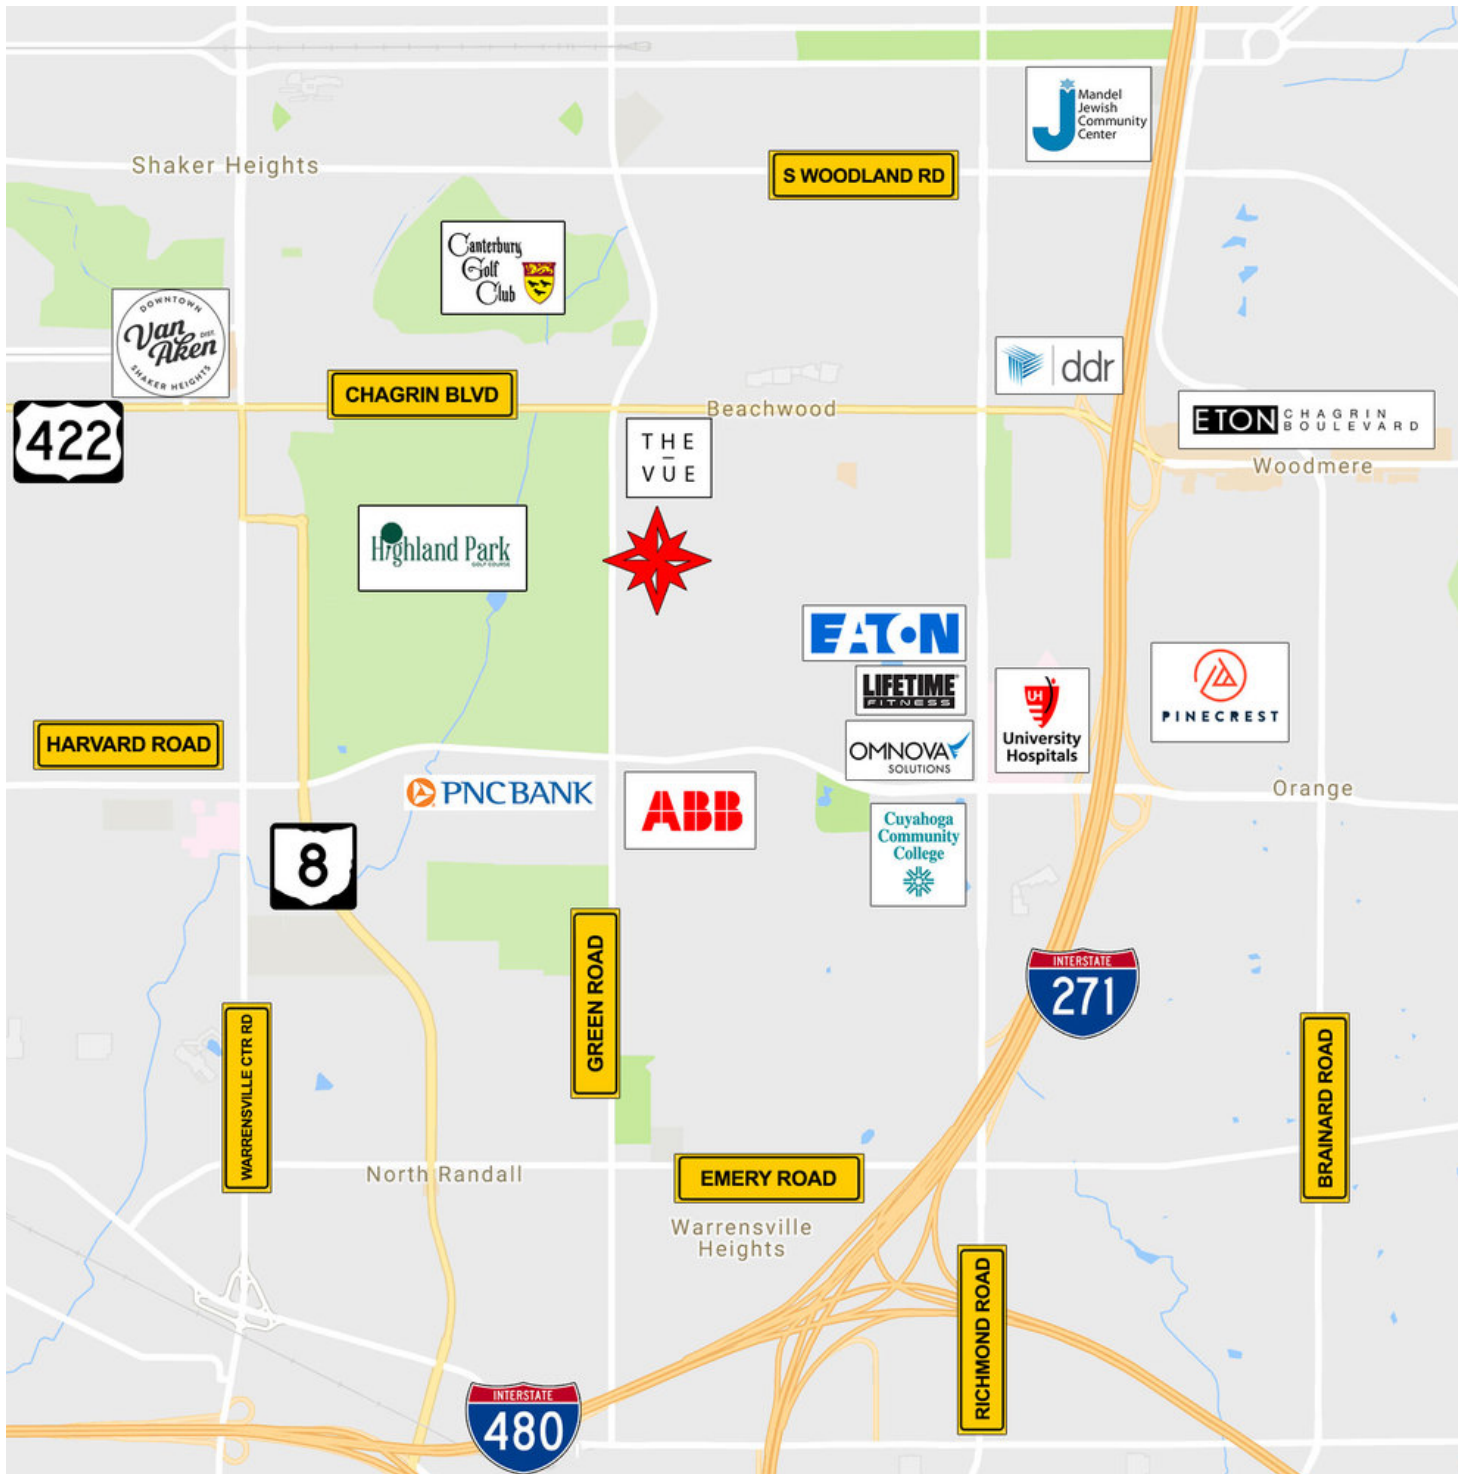 Mandel
Jewish
Community
Center
Shaker Heights
S WOODLAND RD
Canterbury
Golf
Club
DOWNTOWN
Van
Aken
DIST.
SHAKER HEIGHTS
ddr
CHAGRIN BLVD
Beachwood
ETON CHAGRIN
BOULEVARD
422
THE
VUE
Woodmere
Highland Park
GOLF COURSE
EATON
LIFETIME
FITNESS
UH
University
Hospitals
PINECREST
HARVARD ROAD
OMNOVA
SOLUTIONS
PNCBANK
ABB
Orange
Cuyahoga
Community
College
8
GREEN ROAD
INTERSTATE
271
WARRENSVILLE CTR RD
BRAINARD ROAD
North Randall
EMERY ROAD
Warrensville
Heights
RICHMOND ROAD
INTERSTATE
480